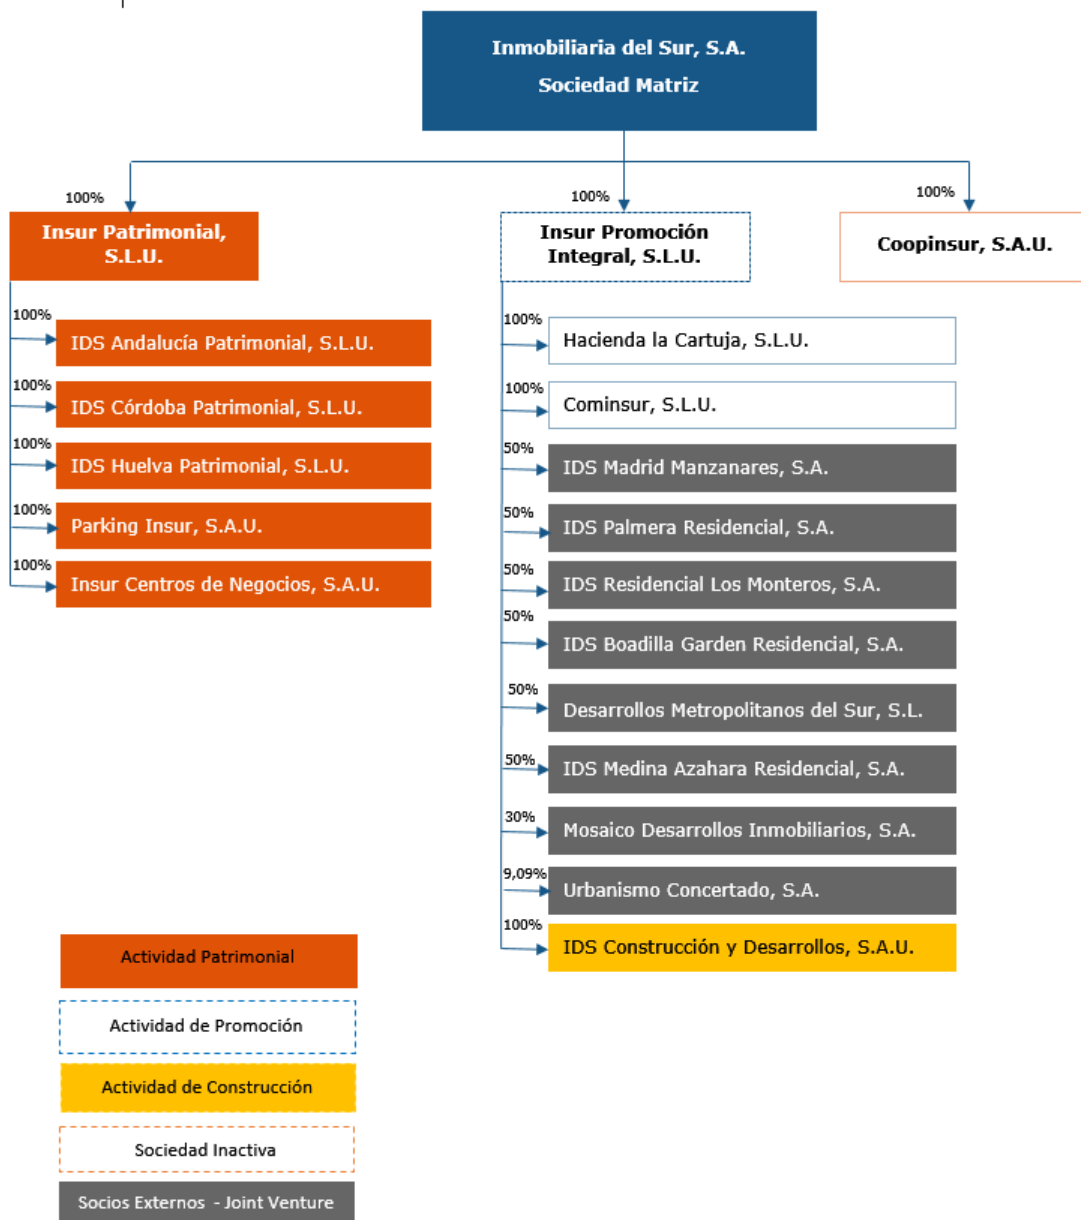 Inmobiliaria del Sur, S.A.
Sociedad Matriz
100%
100%
100%
Insur Patrimonial,
S.L.U.
Insur Promoción
Integral, S.L.U.
Coopinsur, S.A.U.
100%
IDS Andalucía Patrimonial, S.L.U.
100%
IDS Córdoba Patrimonial, S.L.U.
100%
IDS Huelva Patrimonial, S.L.U.
100%
Parking Insur, S.A.U.
100%
Insur Centros de Negocios, S.A.U.
100%
Hacienda la Cartuja, S.L.U.
100%
Cominsur, S.L.U.
50%
IDS Madrid Manzanares, S.A.
50%
IDS Palmera Residencial, S.A.
50%
IDS Residencial Los Monteros, S.A.
50%
IDS Boadilla Garden Residencial, S.A.
50%
Desarrollos Metropolitanos del Sur, S.L.
50%
IDS Medina Azahara Residencial, S.A.
30%
Mosaico Desarrollos Inmobiliarios, S.A.
9,09%
Urbanismo Concertado, S.A.
100%
IDS Construcción y Desarrollos, S.A.U.
Actividad Patrimonial
Actividad de Promoción
Actividad de Construcción
Sociedad Inactiva
Socios Externos - Joint Venture